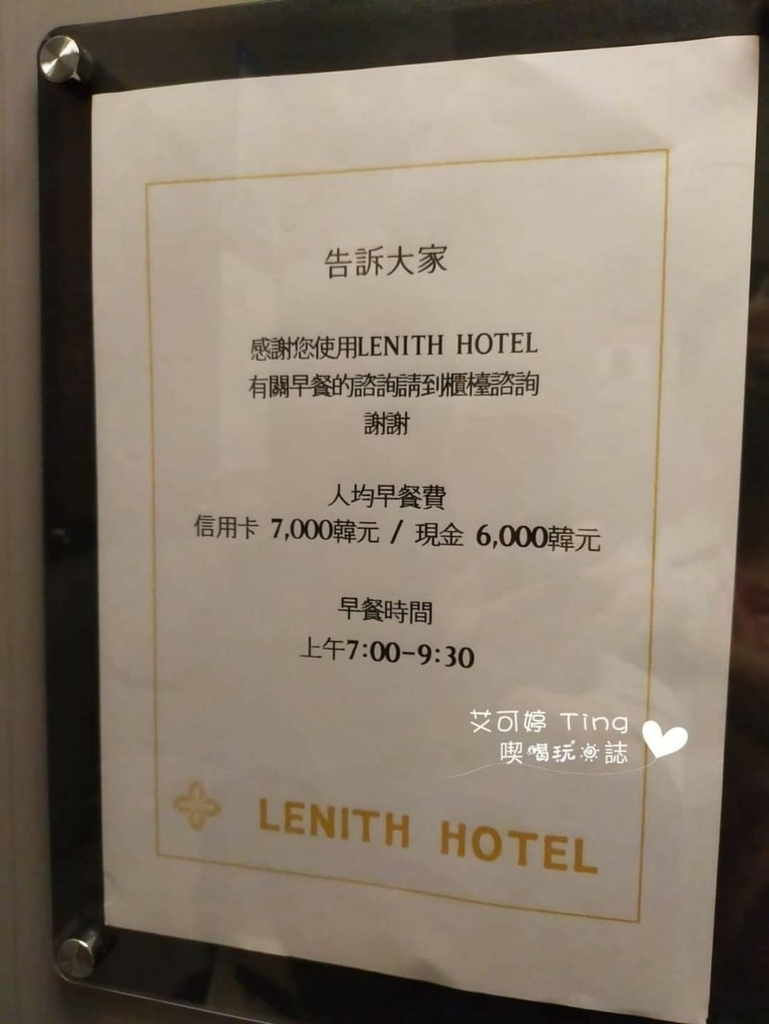 告訴大家
感謝您使用LENITH HOTEL
有關早餐的諮詢請到櫃檯諮詢
謝謝
人均早餐費
信用卡 7,000韓元 / 現金 6,000韓元
早餐時間
上午7:00-9:30
艾可婷 Ting
喫喝玩樂誌
LENITH HOTEL